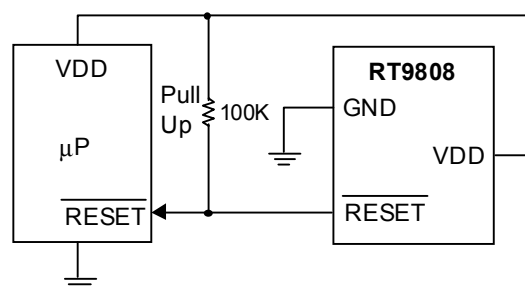 VDD
μP
RESET
Pull
Up
100K
RT9808
GND
VDD
RESET